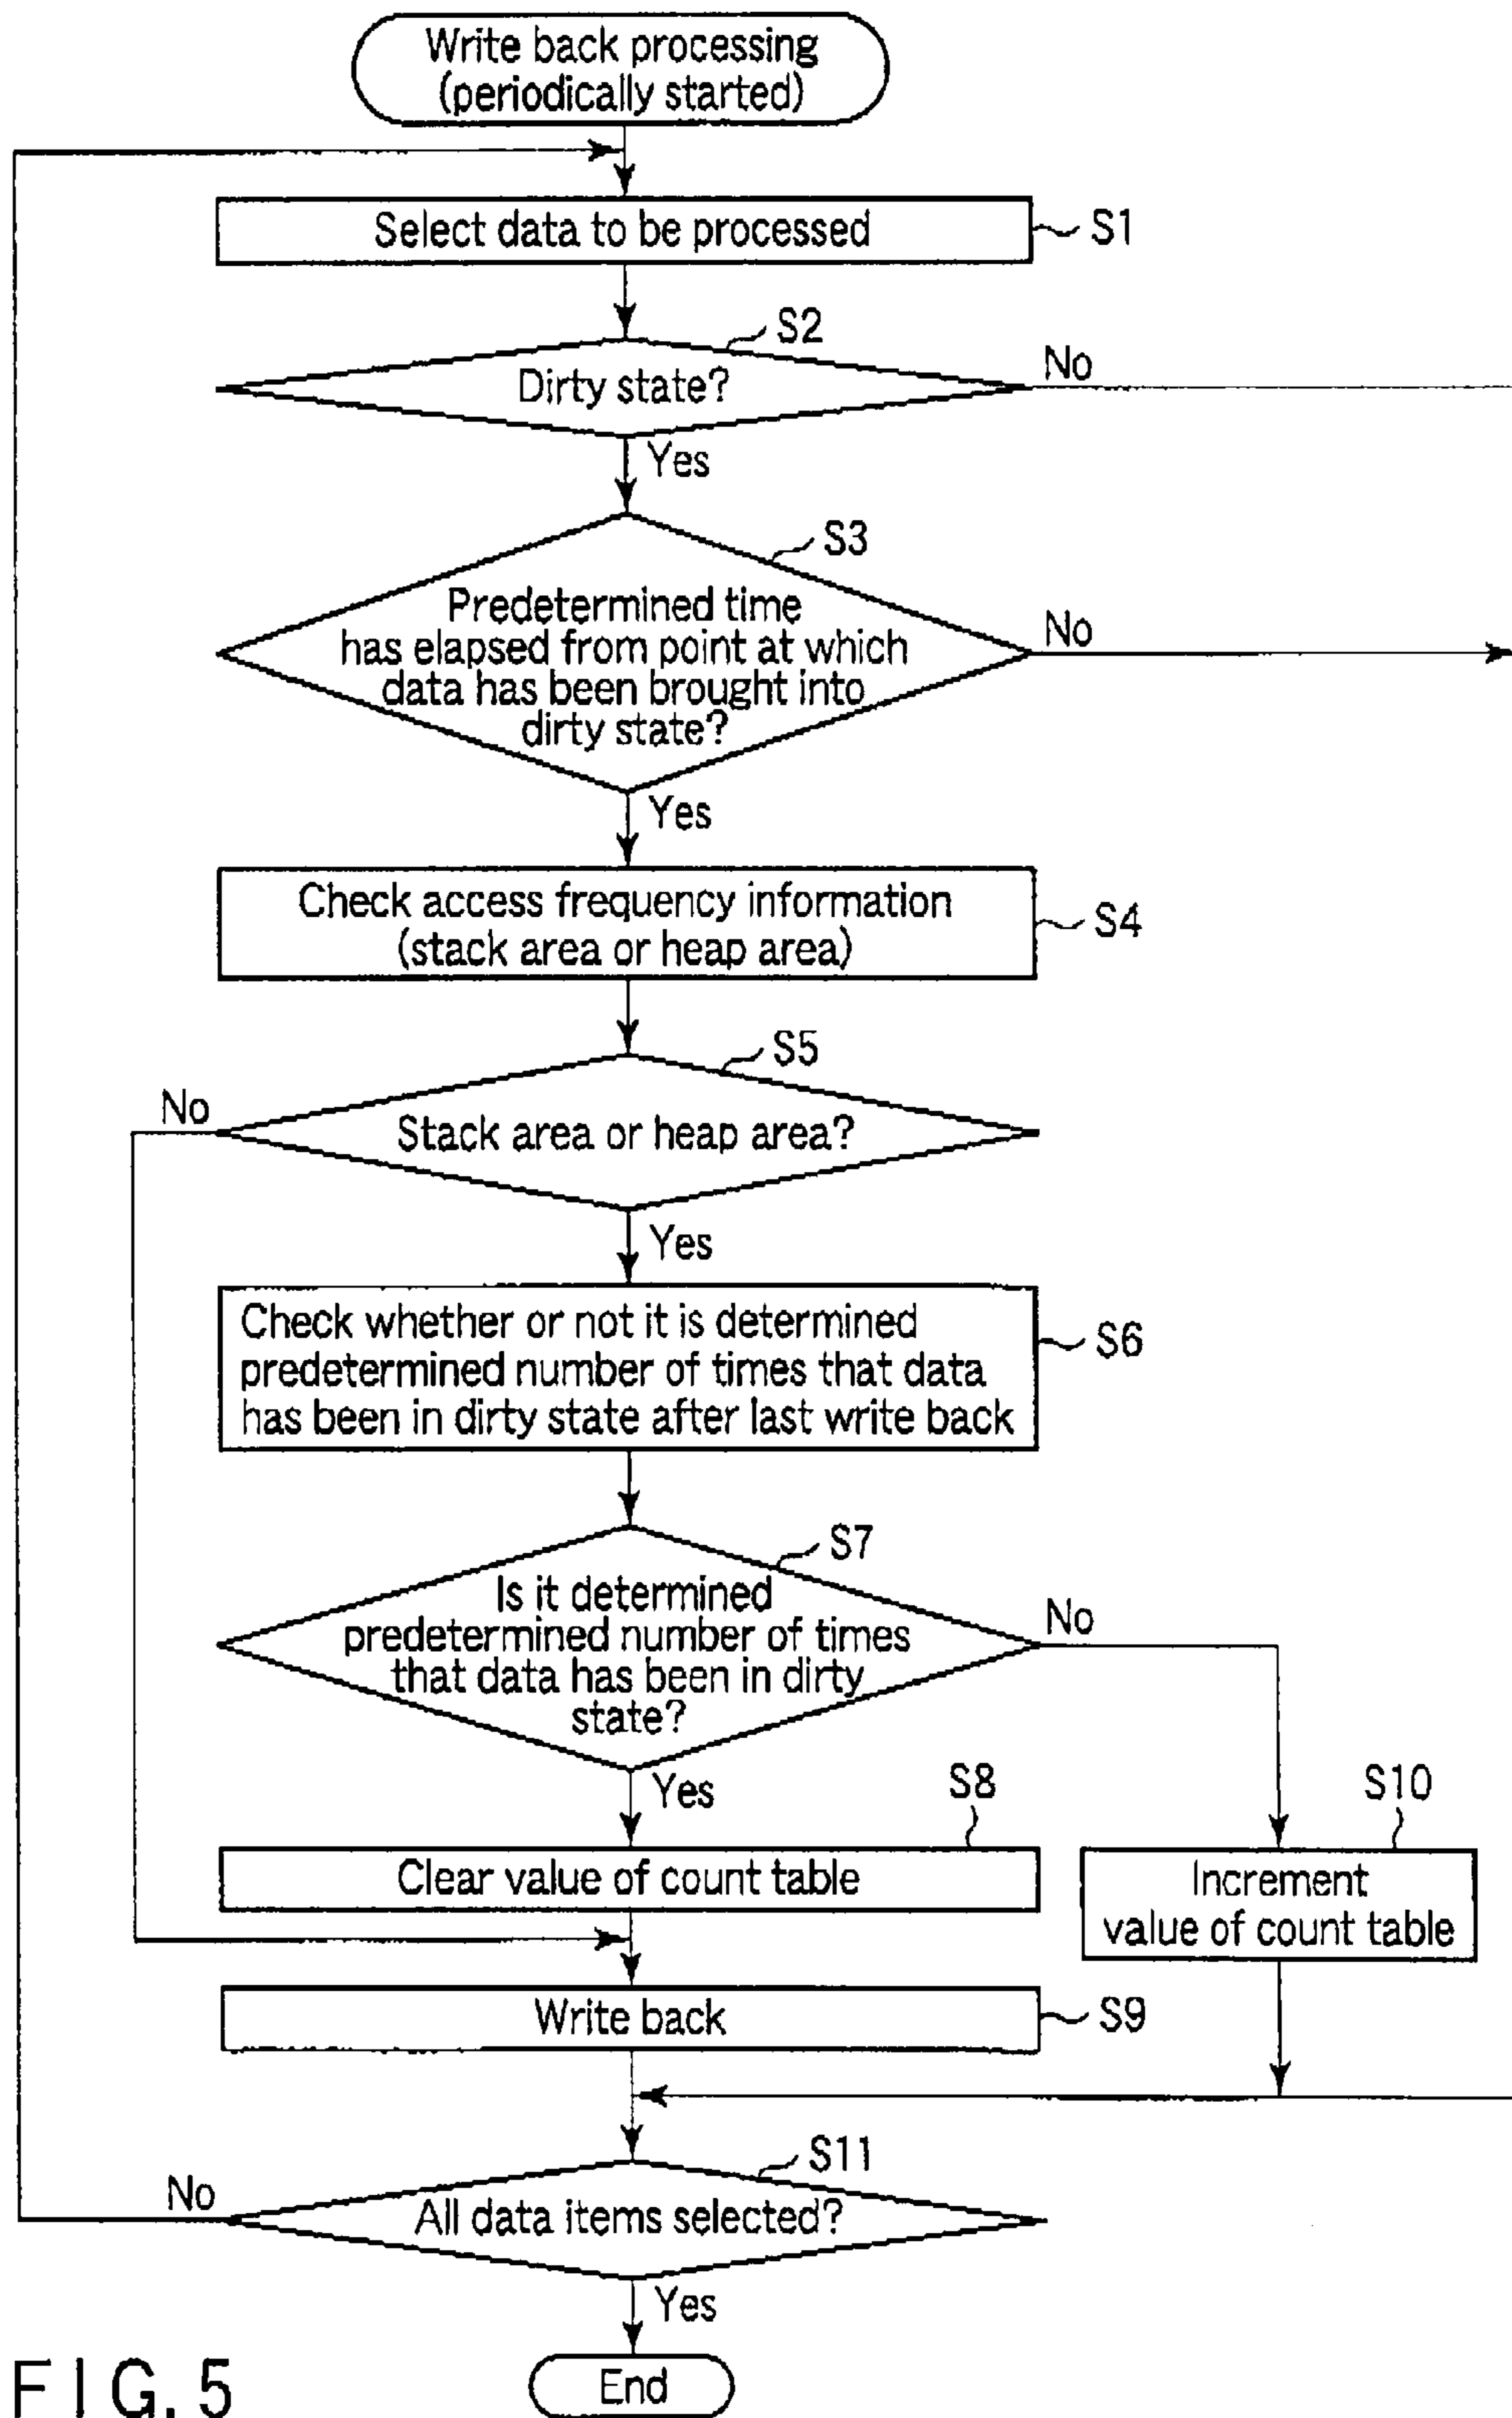 Write back processing
(periodically started)
Select data to be processed
S1
S2
Dirty state?
No
Yes
S3
Predetermined time
has elapsed from point at which
data has been brought into
dirty state?
No
Yes
Check access frequency information
(stack area or heap area)
S4
S5
No
Stack area or heap area?
Yes
Check whether or not it is determined
predetermined number of times that data
has been in dirty state after last write back
S6
S7
Is it determined
predetermined number of times
that data has been in dirty
state?
No
Yes
S8
S10
Clear value of count table
Increment
value of count table
Write back
S9
S11
No
All data items selected?
Yes
End
FIG. 5